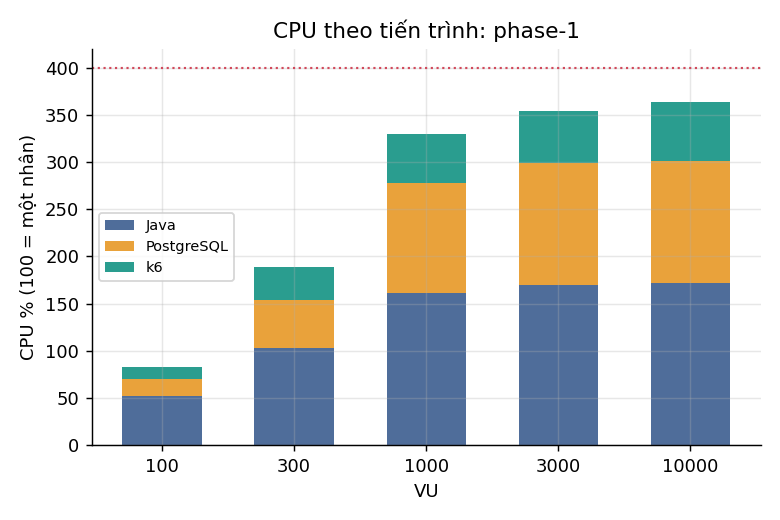 CPU theo tiến trình: phase-1
CPU % (100 = một nhân)
400
350
300
250
200
150
100
50
0
Java
PostgreSQL
k6
100
300
1000
3000
10000
VU